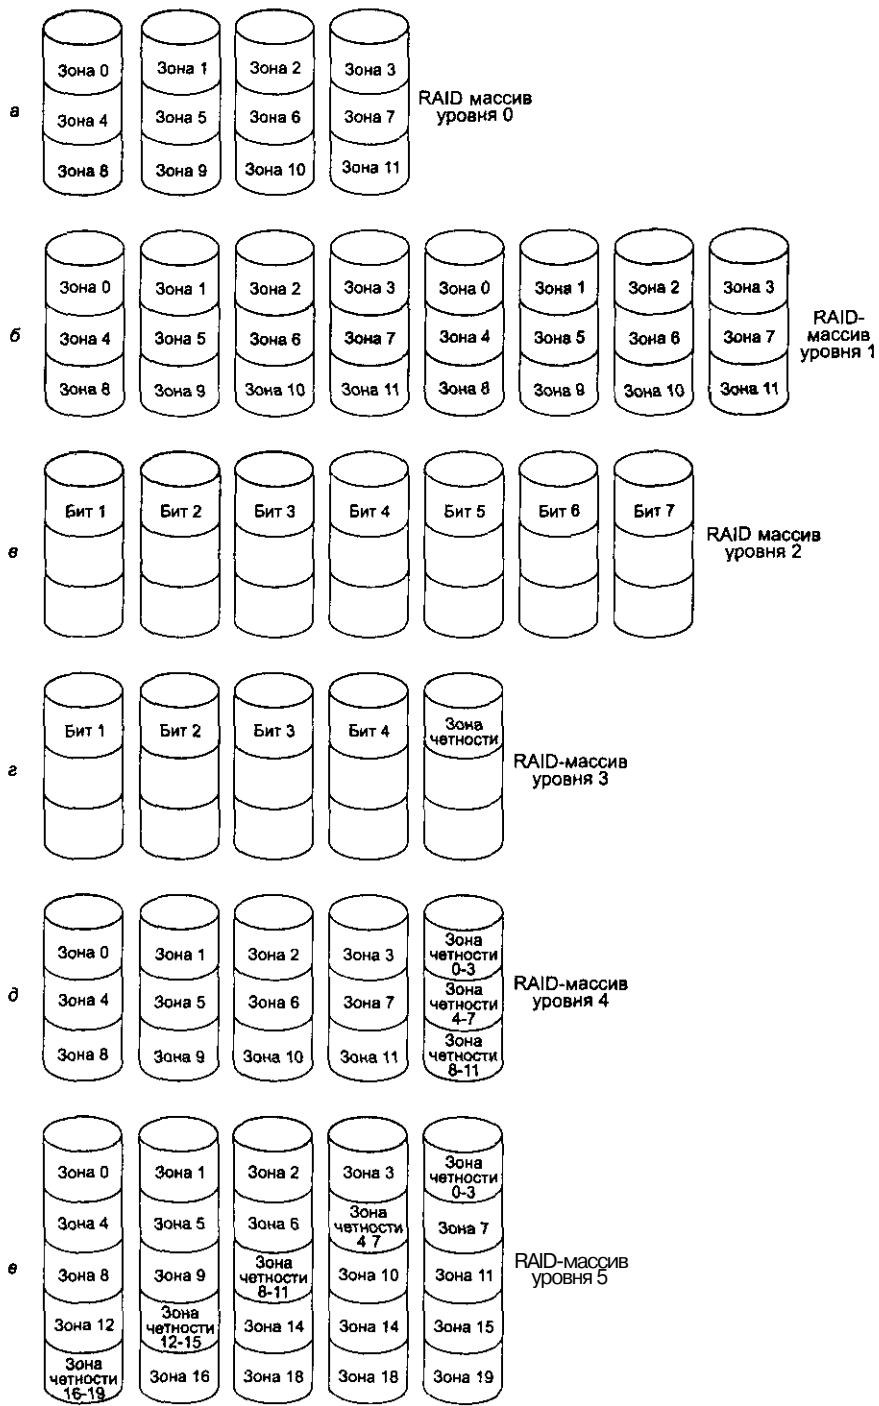 Зона 0 Зона 1 Зона 2 Зона 3
RAID массив
уровня 0
а
Зона 4 Зона 5 Зона 6 Зона 7
Зона 8 Зона 9 Зона 10 Зона 11
Зона 0 Зона 1 Зона 2 Зона 3 Зона 0 Зона 1 Зона 2 Зона 3
RAID-
массив
уровня 1
б
Зона 4 Зона 5 Зона 6 Зона 7 Зона 4 Зона 5 Зона 6 Зона 7
Зона 8 Зона 9 Зона 10 Зона 11 Зона 8 Зона 9 Зона 10 Зона 11
Бит 1 Бит 2 Бит 3 Бит 4 Бит 5 Бит 6 Бит 7
RAID массив
уровня 2
в
Бит 1 Бит 2 Бит 3 Бит 4
Зона
четности
RAID-массив
уровня 3
г
Зона 0 Зона 1 Зона 2 Зона 3
Зона
четности
0-3
RAID-массив
уровня 4
д
Зона 4 Зона 5 Зона 6 Зона 7
Зона
четности
4-7
Зона 8 Зона 9 Зона 10 Зона 11
Зона
четности
8-11
Зона 0 Зона 1 Зона 2 Зона 3
Зона
четности
0-3
Зона 4 Зона 5 Зона 6
Зона
четности
4 7
Зона 7
е
Зона 8 Зона 9
Зона
четности
8-11
Зона 10 Зона 11
RAID-массив
уровня 5
Зона 12
Зона
четности
12-15
Зона 14 Зона 14 Зона 15
Зона
четности
16-19
Зона 16 Зона 18 Зона 18 Зона 19